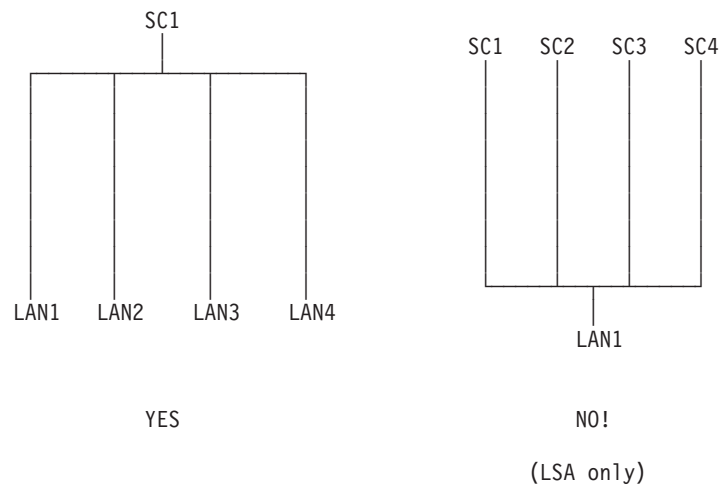 SC1
SC1 SC2 SC3 SC4
LAN1 LAN2 LAN3 LAN4
LAN1
YES NO!
(LSA only)